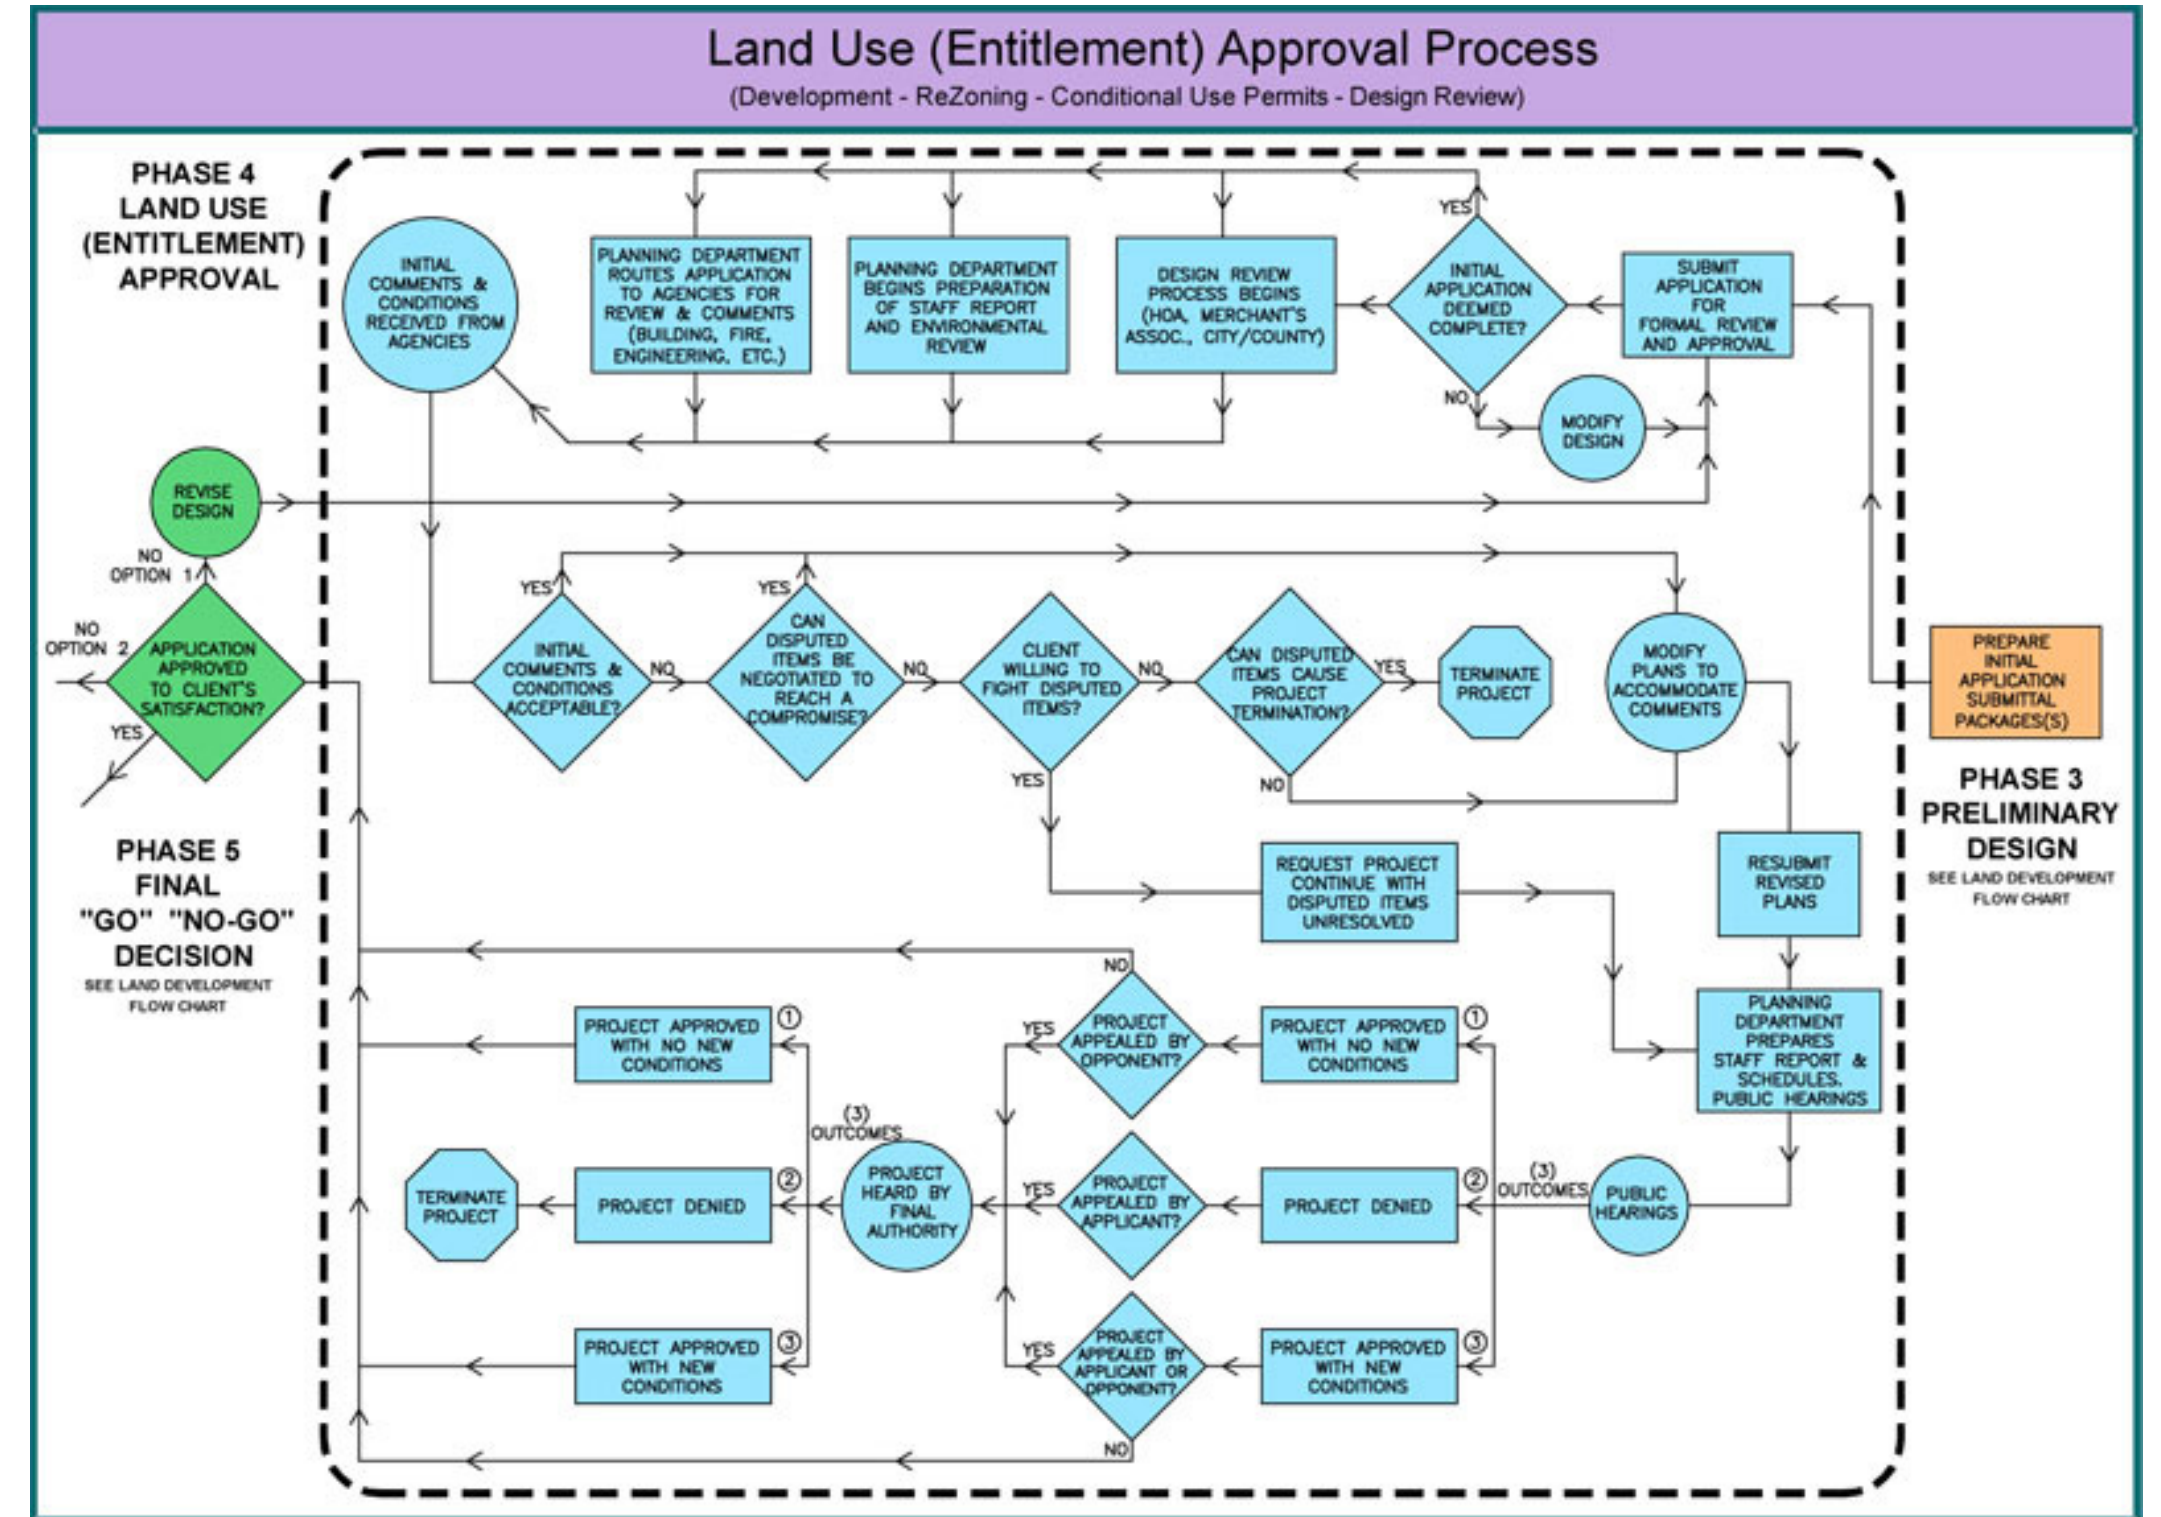 Land Use (Entitlement) Approval Process
(Development - ReZoning - Conditional Use Permits - Design Review)
PHASE 4
LAND USE
(ENTITLEMENT)
APPROVAL
INITIAL
COMMENTS &
CONDITIONS
RECEIVED FROM
AGENCIES
PLANNING DEPARTMENT
ROUTES APPLICATION
TO AGENCIES FOR
REVIEW & COMMENTS
(BUILDING, FIRE,
ENGINEERING, ETC.)
PLANNING DEPARTMENT
BEGINS PREPARATION
OF STAFF REPORT
AND ENVIRONMENTAL
REVIEW
DESIGN REVIEW
PROCESS BEGINS
(HOA, MERCHANT'S
ASSOC., CITY/COUNTY)
YES
INITIAL
APPLICATION
DEEMED
COMPLETE?
NO
SUBMIT
APPLICATION
FOR
FORMAL REVIEW
AND APPROVAL
MODIFY
DESIGN
REVISE
DESIGN
NO
OPTION 1
NO
OPTION 2
APPLICATION
APPROVED
TO CLIENT'S
SATISFACTION?
YES
PHASE 5
FINAL
"GO" "NO-GO"
DECISION
SEE LAND DEVELOPMENT
FLOW CHART
YES
INITIAL
COMMENTS &
CONDITIONS
ACCEPTABLE?
NO
YES
CAN
DISPUTED
ITEMS BE
NEGOTIATED TO
REACH A
COMPROMISE?
NO
CLIENT
WILLING TO
FIGHT DISPUTED
ITEMS?
NO
YES
CAN DISPUTED
ITEMS CAUSE
PROJECT
TERMINATION?
YES
NO
TERMINATE
PROJECT
MODIFY
PLANS TO
ACCOMMODATE
COMMENTS
PREPARE
INITIAL
APPLICATION
SUBMITTAL
PACKAGES(S)
PHASE 3
PRELIMINARY
DESIGN
SEE LAND DEVELOPMENT
FLOW CHART
REQUEST PROJECT
CONTINUE WITH
DISPUTED ITEMS
UNRESOLVED
RESUBMIT
REVISED
PLANS
PLANNING
DEPARTMENT
PREPARES
STAFF REPORT &
SCHEDULES.
PUBLIC HEARINGS
PUBLIC
HEARINGS
(3)
OUTCOMES
1
PROJECT APPROVED
WITH NO NEW
CONDITIONS
2
PROJECT DENIED
3
PROJECT APPROVED
WITH NEW
CONDITIONS
NO
PROJECT
APPEALED BY
OPPONENT?
YES
PROJECT
APPEALED BY
APPLICANT?
YES
PROJECT
APPEALED BY
APPLICANT OR
OPPONENT?
YES
NO
PROJECT
HEARD BY
FINAL
AUTHORITY
(3)
OUTCOMES
1
PROJECT APPROVED
WITH NO NEW
CONDITIONS
2
PROJECT DENIED
3
PROJECT APPROVED
WITH NEW
CONDITIONS
TERMINATE
PROJECT